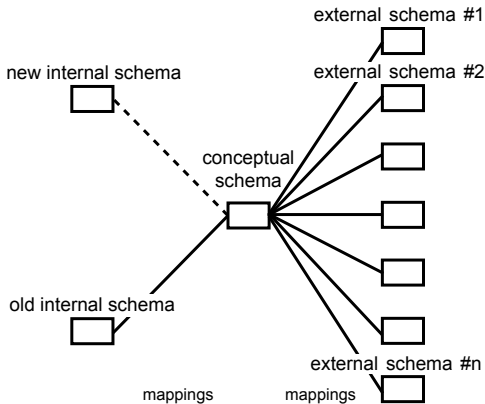 external schema #1
new internal schema
external schema #2
conceptual
schema
old internal schema
external schema #n
mappings
mappings